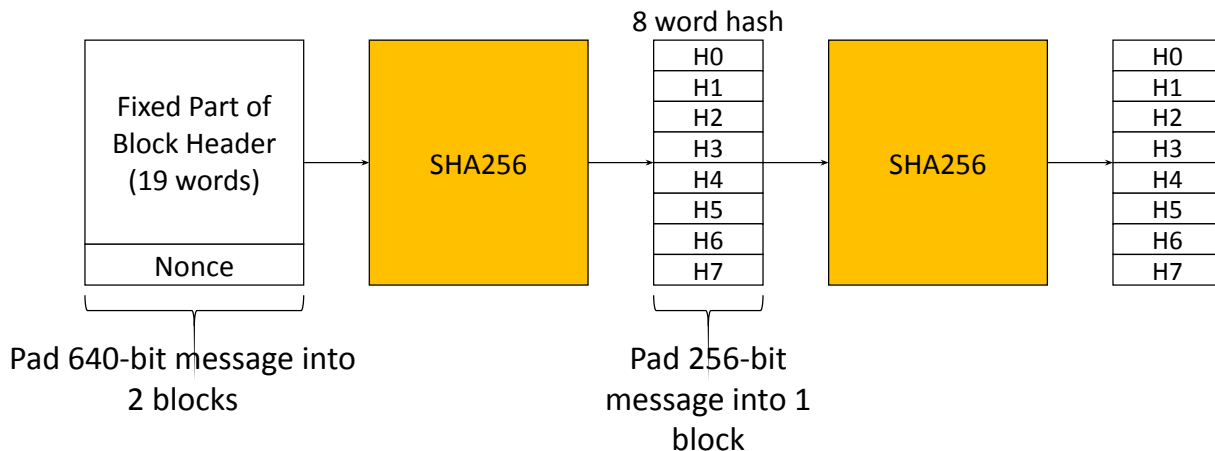 8 word hash
Fixed Part of
Block Header
(19 words)
Nonce
SHA256
H0
H1
H2
H3
H4
H5
H6
H7
SHA256
H0
H1
H2
H3
H4
H5
H6
H7
Pad 640-bit message into
2 blocks
Pad 256-bit
message into 1
block